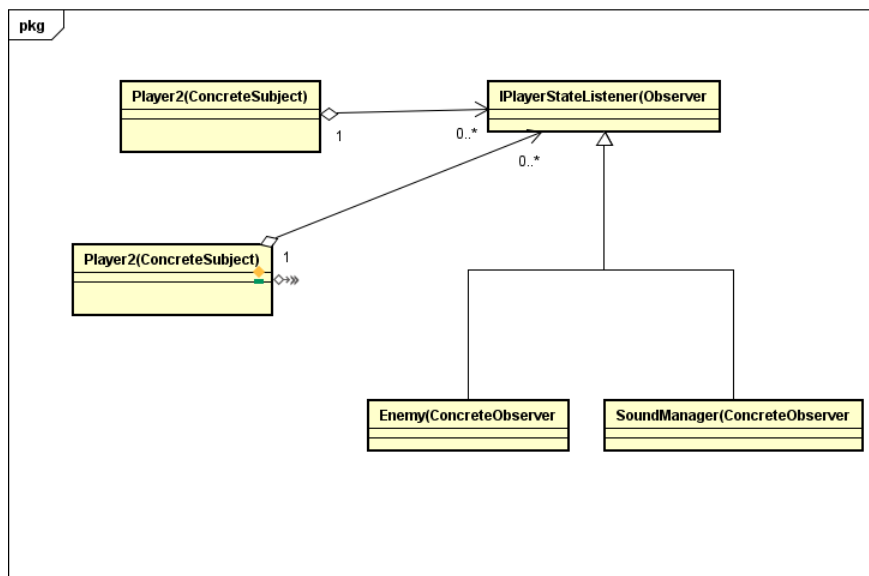 pkg
Player2(ConcreteSubject)
IPlayerStateListener(Observer
1
0..*
0..*
Player2(ConcreteSubject)
1
Enemy(ConcreteObserver
SoundManager(ConcreteObserver